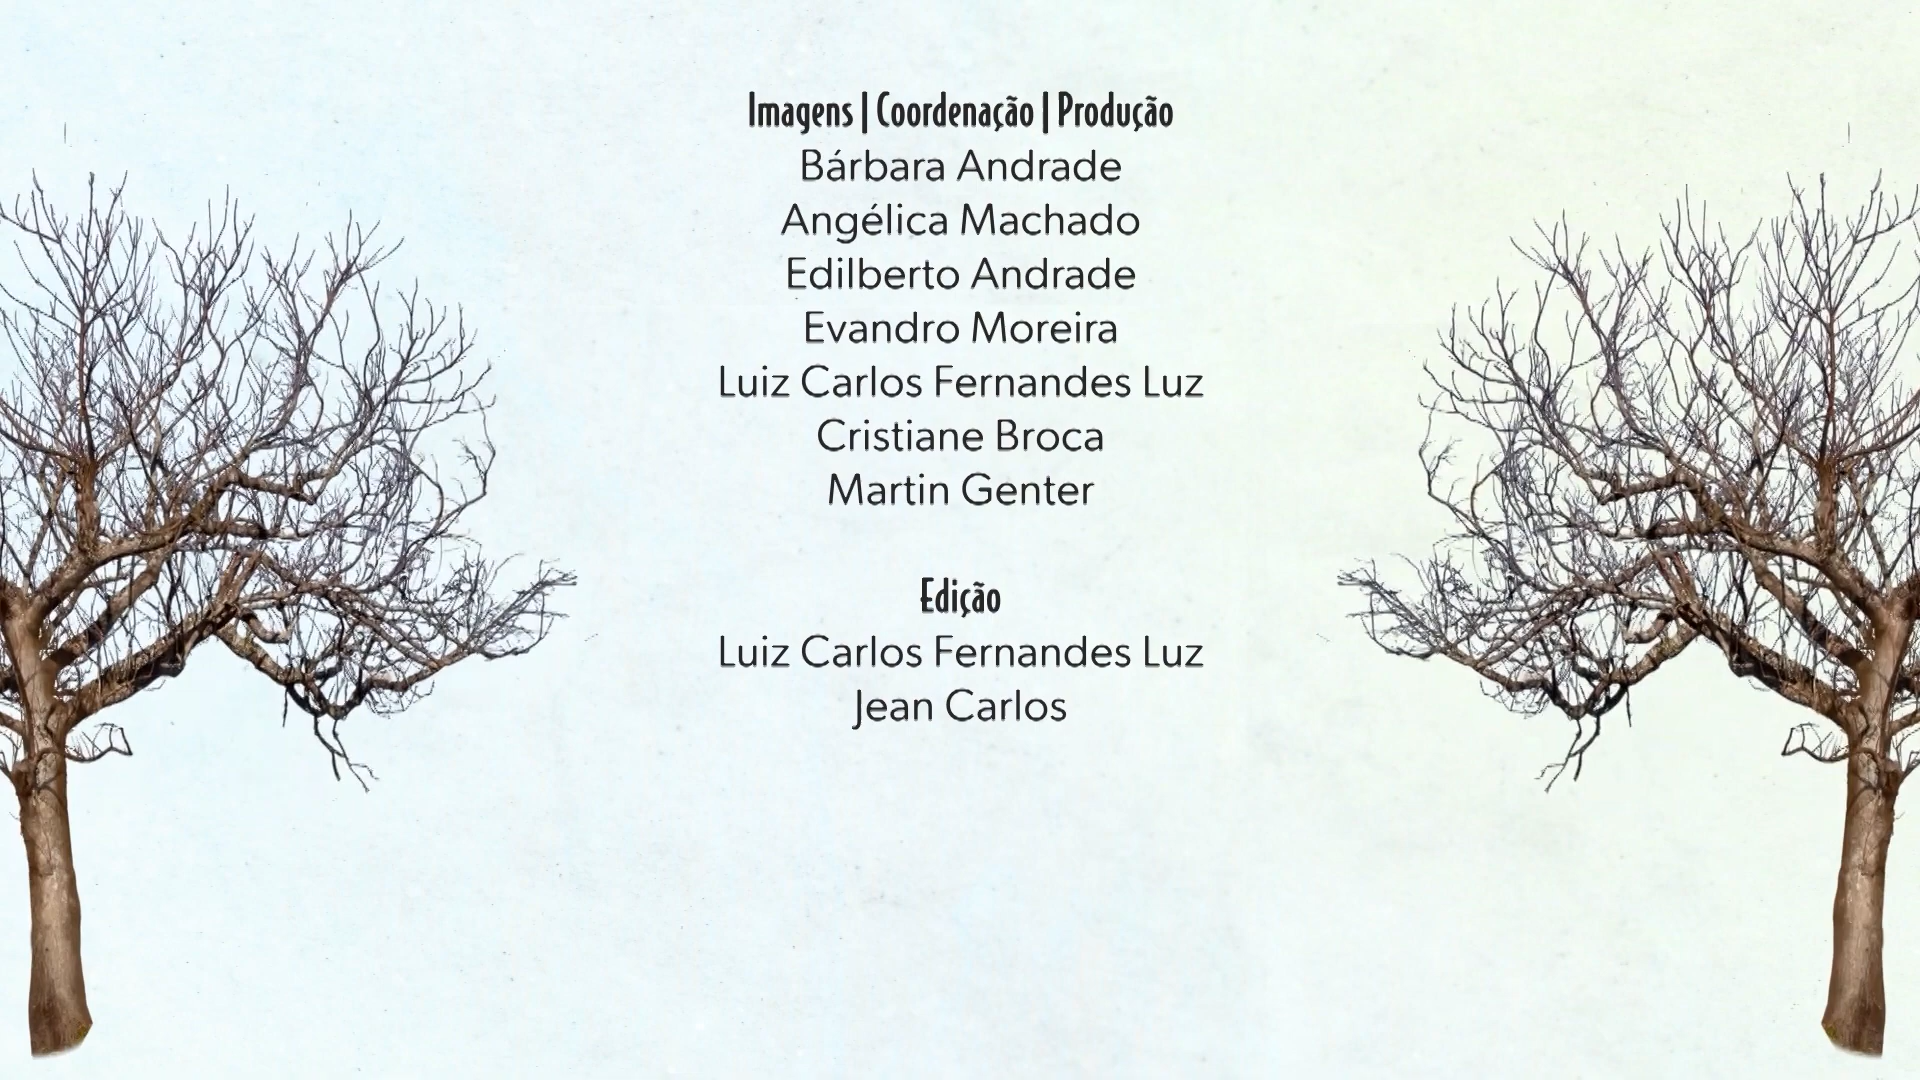 Imagens | Coordenação | Produção
Bárbara Andrade
Angélica Machado
Edilberto Andrade
Evandro Moreira
Luiz Carlos Fernandes Luz
Cristiane Broca
Martin Genter
Edição
Luiz Carlos Fernandes Luz
Jean Carlos